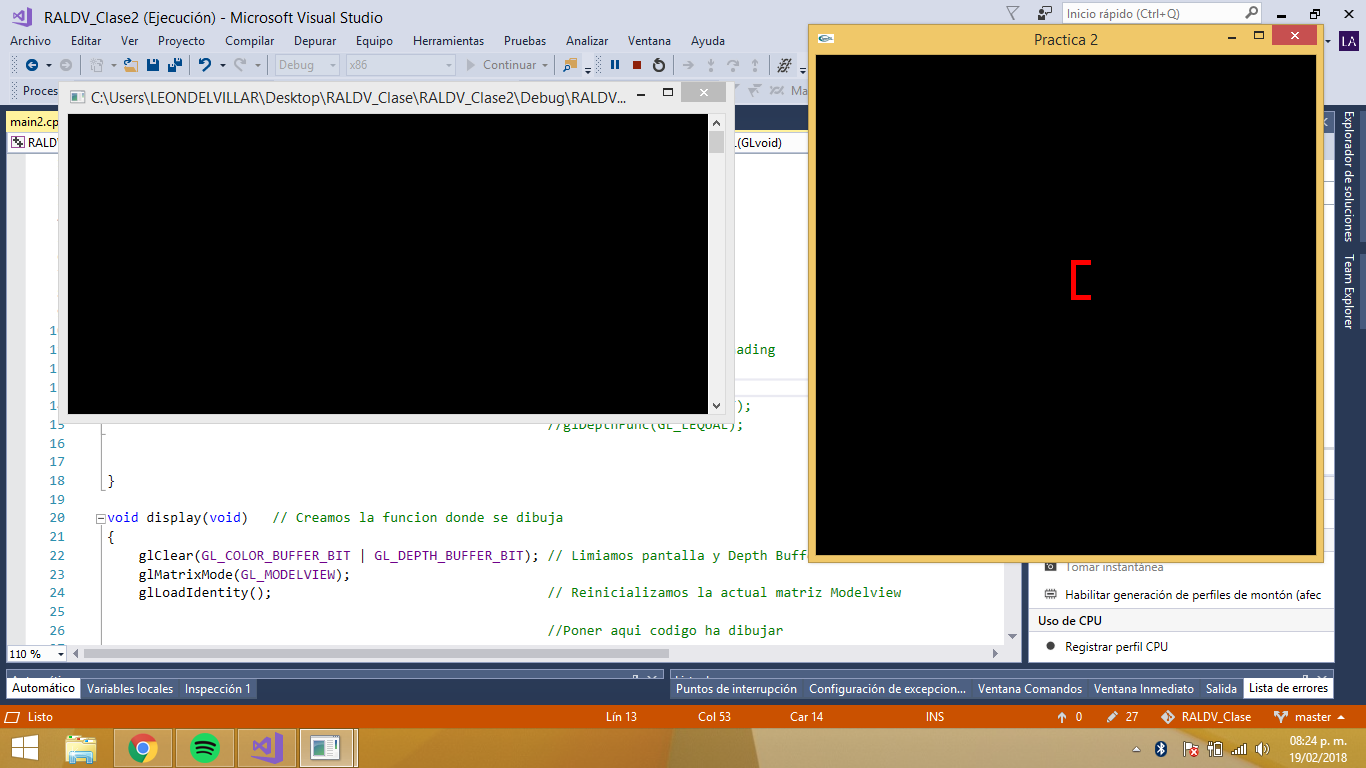 RALDV_Clase2 (Ejecución) - Microsoft Visual Studio
Inicio rápido (Ctrl+Q)
Archivo Editar Ver Proyecto Compilar Depurar Equipo Herramientas Pruebas Analizar Ventana Ayuda
LA
Debug x86 Continuar
Proces
C:\Users\LEONDELVILLAR\Desktop\RALDV_Clase\RALDV_Clase2\Debug\RALDV...
Practica 2
main2.cp
RALD
(GLvoid)
Explorador de soluciones
Team Explorer
ading
);
15 //glDepthFunc(GL_LEQUAL);
16
17
18 }
19
20 void display(void) // Creamos la funcion donde se dibuja
21 {
22 glClear(GL_COLOR_BUFFER_BIT | GL_DEPTH_BUFFER_BIT); // Limiamos pantalla y Depth Buff
23 glMatrixMode(GL_MODELVIEW);
24 glLoadIdentity(); // Reinicializamos la actual matriz Modelview
25
26 //Poner aqui codigo ha dibujar
110 %
Tomar instantánea
Habilitar generación de perfiles de montón (afec
Uso de CPU
Registrar perfil CPU
Automático Variables locales Inspección 1
Puntos de interrupción Configuración de excepcion... Ventana Comandos Ventana Inmediato Salida Lista de errores
Listo Lín 13 Col 53 Car 14 INS 0 27 RALDV_Clase master
08:24 p. m.
19/02/2018